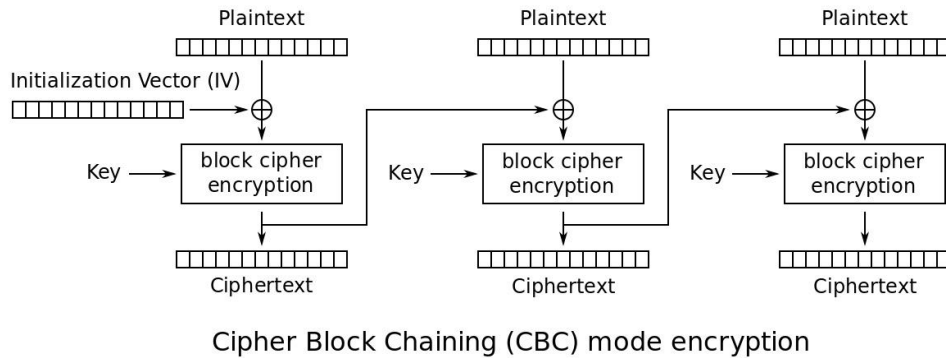 Plaintext
Plaintext
Plaintext
Initialization Vector (IV)
Key
block cipher
encryption
Key
block cipher
encryption
Key
block cipher
encryption
Ciphertext
Ciphertext
Ciphertext
Cipher Block Chaining (CBC) mode encryption